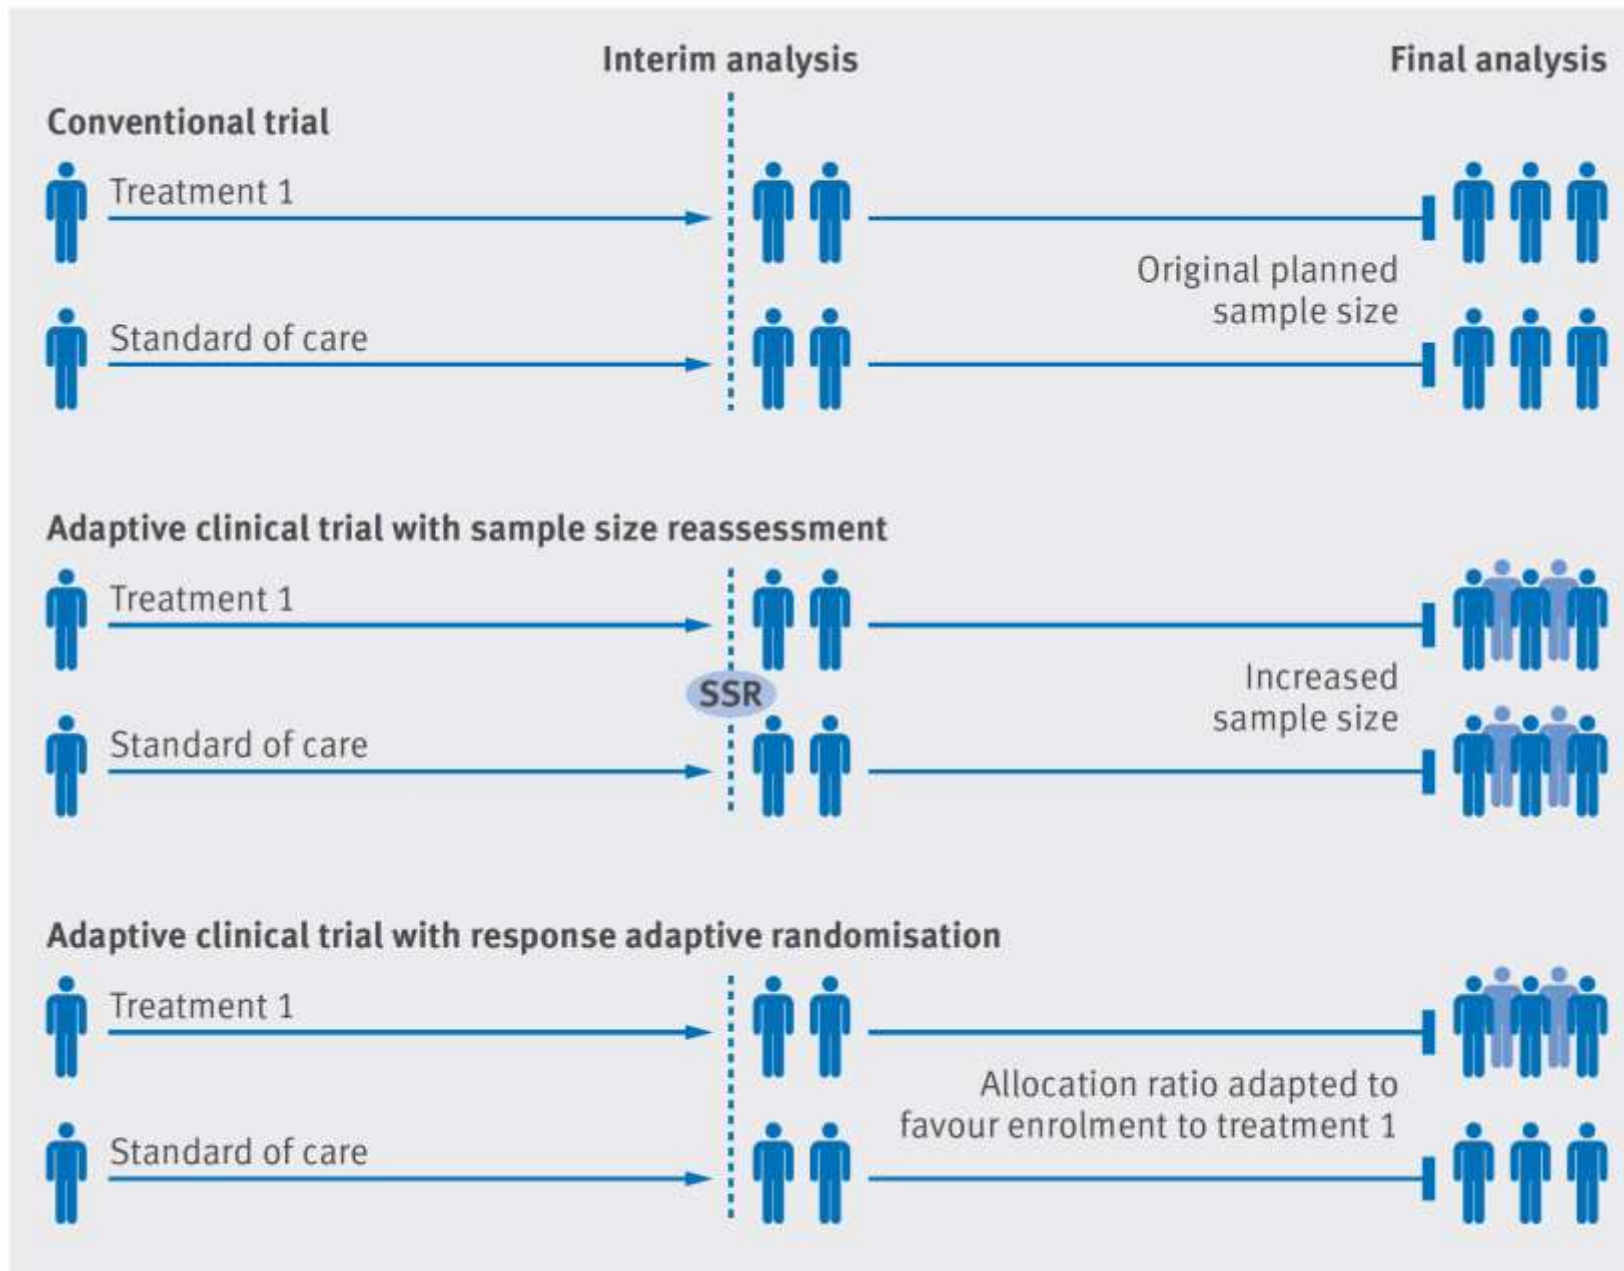 Interim analysis
Final analysis
Conventional trial
Treatment 1
Original planned
sample size
Standard of care
Adaptive clinical trial with sample size reassessment
Treatment 1
SSR
Increased
sample size
Standard of care
Adaptive clinical trial with response adaptive randomisation
Treatment 1
Allocation ratio adapted to
favour enrolment to treatment 1
Standard of care